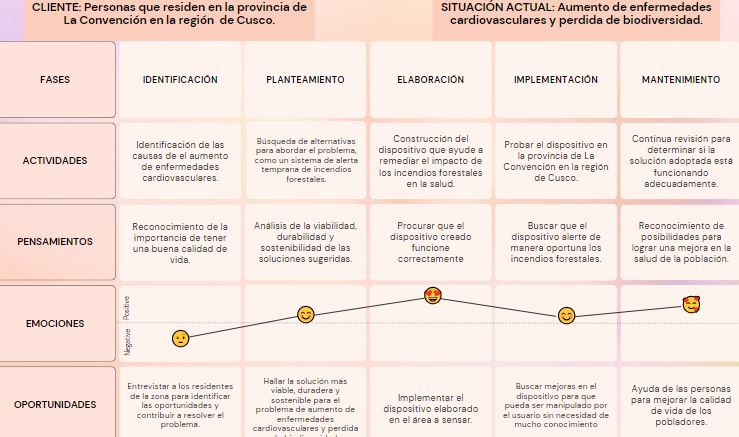 CLIENTE: Personas que residen en la provincia de
La Convención en la región de Cusco.
SITUACIÓN ACTUAL: Aumento de enfermedades
cardiovasculares y perdida de biodiversidad.
FASES
IDENTIFICACIÓN
PLANTEAMIENTO
ELABORACIÓN
IMPLEMENTACIÓN
MANTENIMIENTO
ACTIVIDADES
Identificación de las
causas de el aumento
de enfermedades
cardiovasculares.
Búsqueda de alternativas
para abordar el problema,
como un sistema de alerta
temprana de incendios
forestales.
Construcción del
dispositivo que ayude a
remediar el impacto de
los incendios forestales
en la salud.
Probar el dispositivo en
la provincia de La
Convención en la región
de Cusco.
Continua revisión para
determinar si la
solución adoptada está
funcionando
adecuadamente.
PENSAMIENTOS
Reconocimiento de la
importancia de tener
una buena calidad de
vida.
Análisis de la viabilidad,
durabilidad y
sostenibilidad de las
soluciones sugeridas.
Procurar que el
dispositivo creado
funcione
correctamente
Buscar que el
dispositivo alerte de
manera oportuna los
incendios forestales.
Reconocimiento de
posibilidades para
lograr una mejora en la
salud de la población.
EMOCIONES
Positive
Negative
OPORTUNIDADES
Entrevistar a los residentes
de la zona para identificar
las oportunidades y
contribuir a resolver el
problema.
Hallar la solución más
viable, duradera y
sostenible para el
problema de aumento de
enfermedades
cardiovasculares y perdida
Implementar el
dispositivo elaborado
en el área a sensar.
Buscar mejoras en el
dispositivo para que
pueda ser manipulado por
el usuario sin necesidad de
mucho conocimiento
Ayuda de las personas
para mejorar la calidad
de vida de los
pobladores.